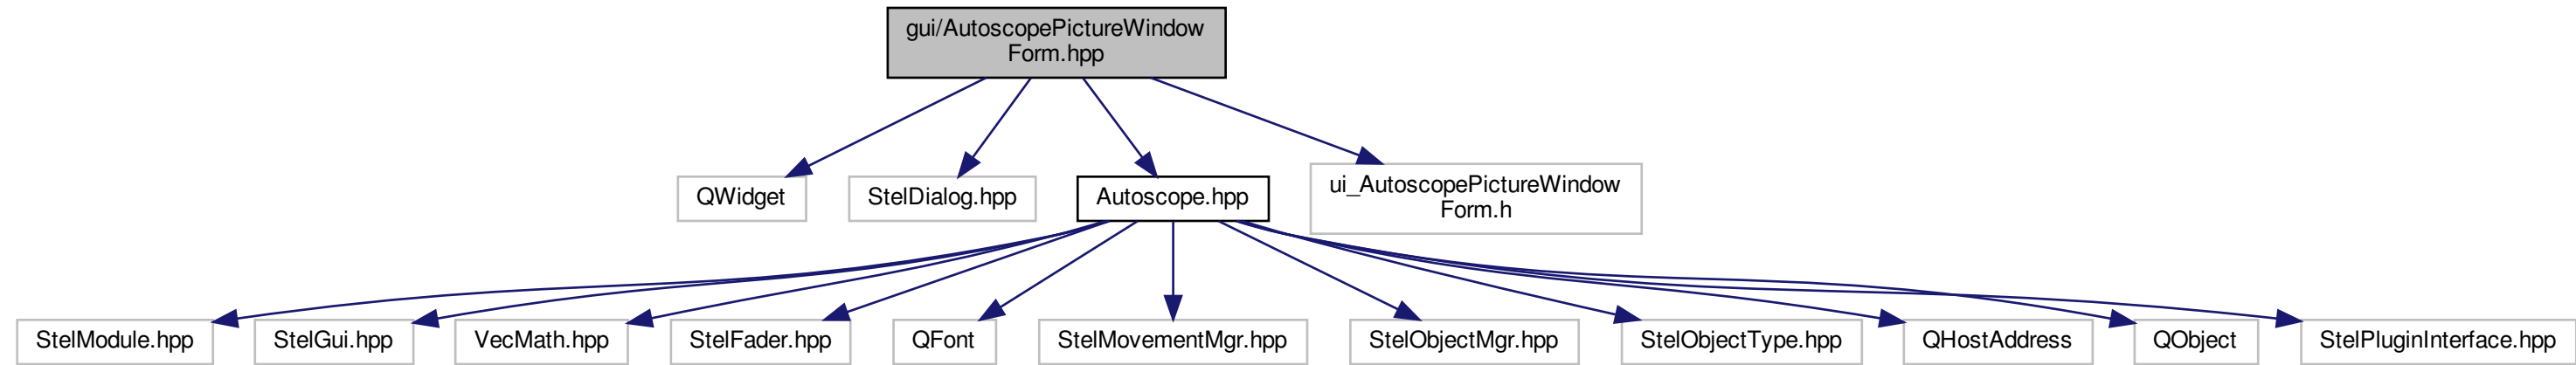 gui/AutoscopePictureWindow
Form.hpp
QWidget
StelDialog.hpp
Autoscope.hpp
ui_AutoscopePictureWindow
Form.h
StelModule.hpp
StelGui.hpp
VecMath.hpp
StelFader.hpp
QFont
StelMovementMgr.hpp
StelObjectMgr.hpp
StelObjectType.hpp
QHostAddress
QObject
StelPluginInterface.hpp